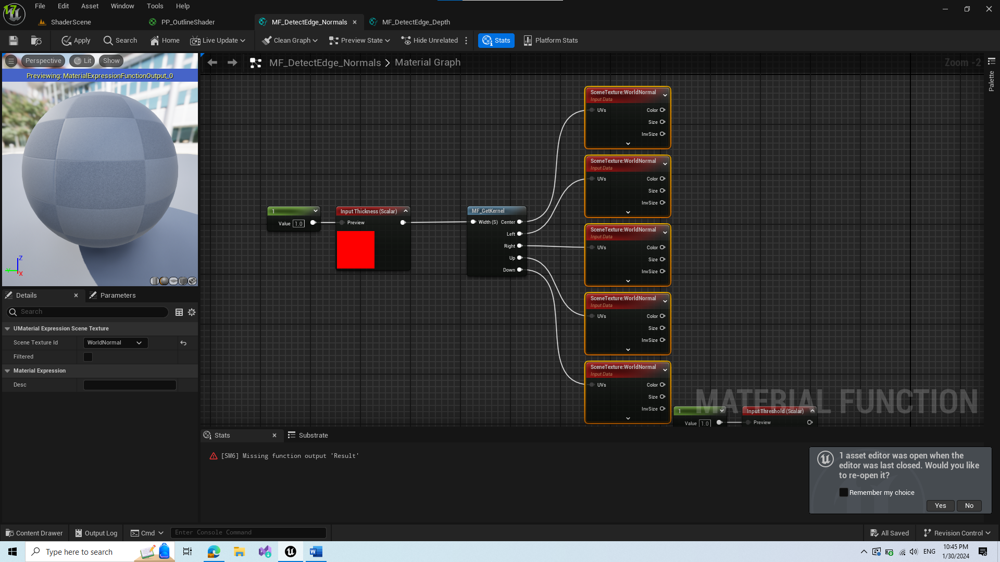 File Edit Asset Window Tools Help
ShaderScene PP_OutlineShader MF_DetectEdge_Normals MF_DetectEdge_Depth
Apply Search Home Live Update Clean Graph Preview State Hide Unrelated Stats Platform Stats
Perspective Lit Show
Previewing: MaterialExpressionFunctionOutput_0
Z
Y
X
MF_DetectEdge_Normals Material Graph
Zoom -2
Palette
1
Value 1.0
Input Thickness (Scalar)
Preview
MF_GetKernel
Width (S) Center
Left
Right
Up
Down
SceneTexture:WorldNormal
Input Data
UVs Color
Size
InvSize
SceneTexture:WorldNormal
Input Data
UVs Color
Size
InvSize
SceneTexture:WorldNormal
Input Data
UVs Color
Size
InvSize
SceneTexture:WorldNormal
Input Data
UVs Color
Size
InvSize
SceneTexture:WorldNormal
Input Data
UVs Color
Size
InvSize
MATERIAL FUNCTION
1
Value 1.0
Input Threshold (Scalar)
Preview
Details Parameters
Search
UMaterial Expression Scene Texture
Scene Texture Id WorldNormal
Filtered
Material Expression
Desc
Stats Substrate
[SM6] Missing function output 'Result'
1 asset editor was open when the
editor was last closed. Would you like
to re-open it?
Remember my choice
Yes No
Content Drawer Output Log Cmd Enter Console Command All Saved Revision Control
Type here to search
ENG
10:45 PM
1/30/2024